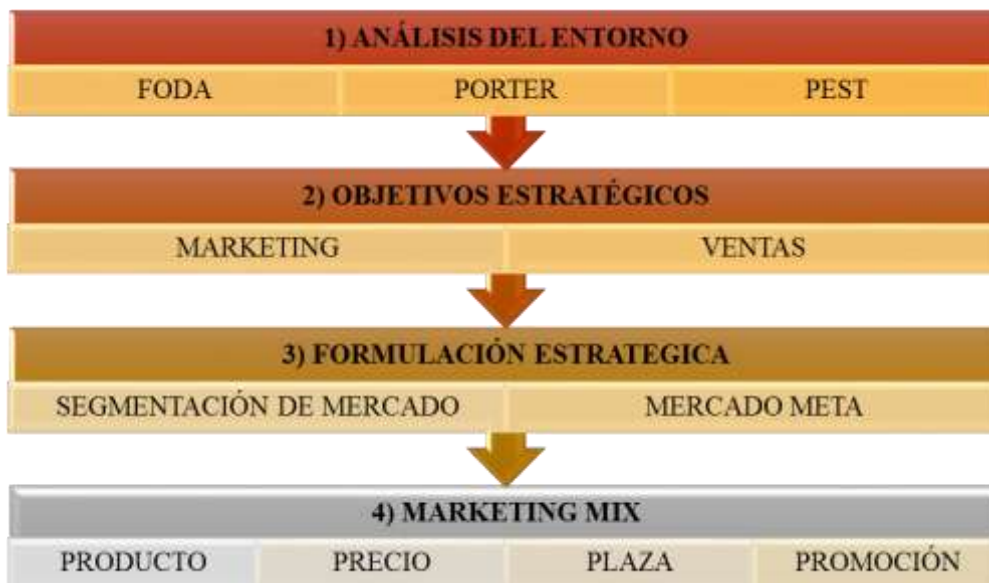 1) ANÁLISIS DEL ENTORNO
FODA PORTER PEST
2) OBJETIVOS ESTRATÉGICOS
MARKETING VENTAS
3) FORMULACIÓN ESTRATEGICA
SEGMENTACIÓN DE MERCADO MERCADO META
4) MARKETING MIX
PRODUCTO PRECIO PLAZA PROMOCIÓN